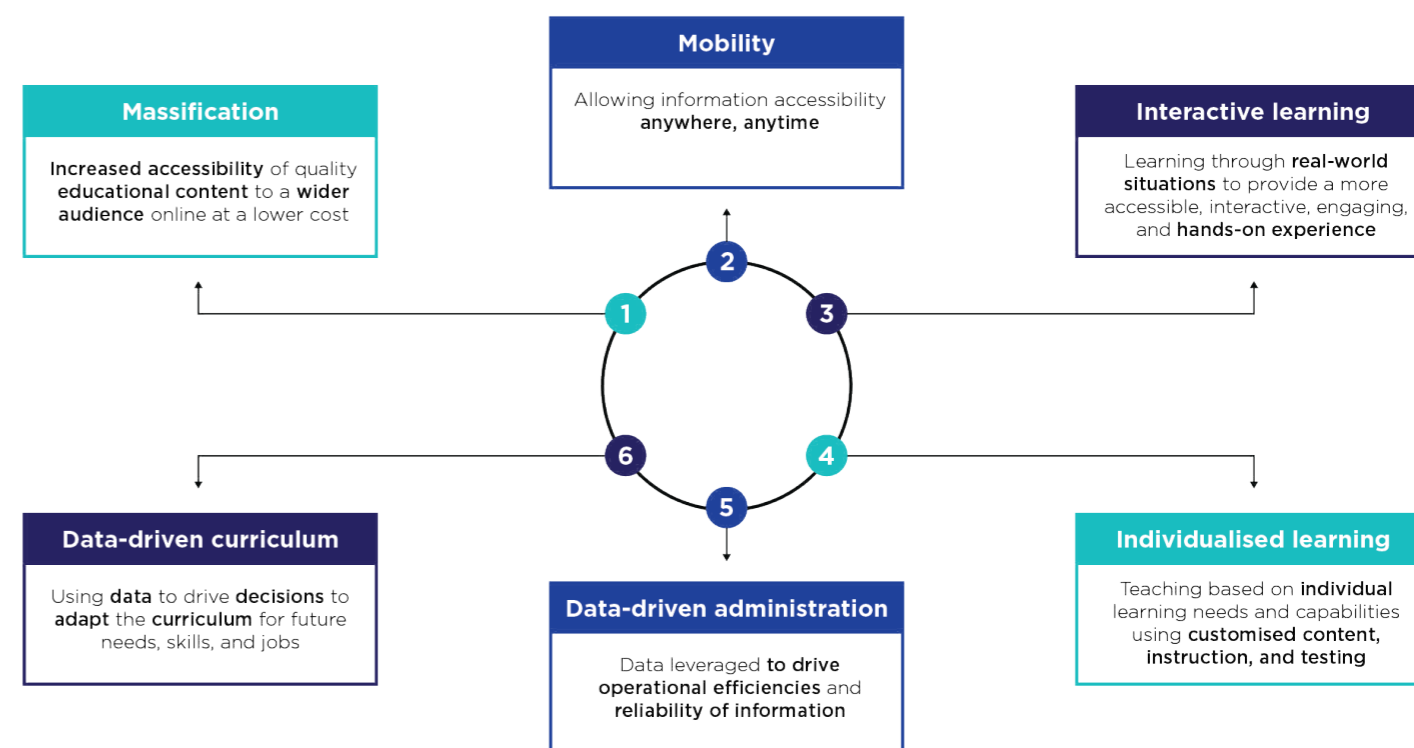 Massification
Increased accessibility of quality
educational content to a wider
audience online at a lower cost
Mobility
Allowing information accessibility
anywhere, anytime
Interactive learning
Learning through real-world
situations to provide a more
accessible, interactive, engaging,
and hands-on experience
1
2
3
4
5
6
Individualised learning
Teaching based on individual
learning needs and capabilities
using customised content,
instruction, and testing
Data-driven administration
Data leveraged to drive
operational efficiencies and
reliability of information
Data-driven curriculum
Using data to drive decisions to
adapt the curriculum for future
needs, skills, and jobs